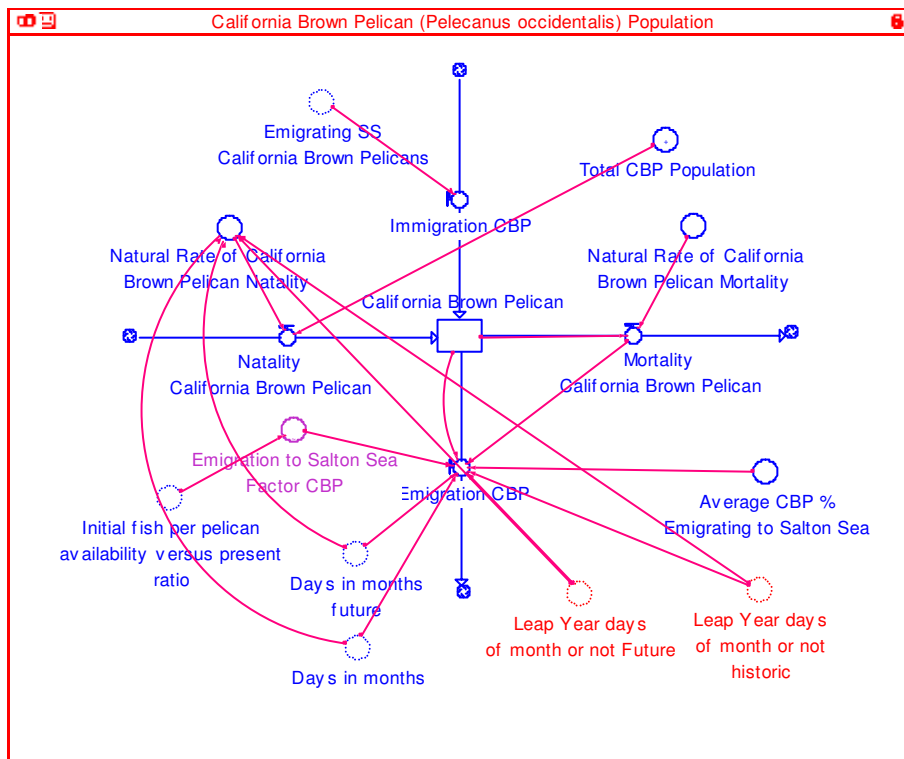 California Brown Pelican (Pelecanus occidentalis) Population
Emigrating SS
California Brown Pelicans
Total CBP Population
Immigration CBP
Natural Rate of California
Brown Pelican Natality
Natural Rate of California
Brown Pelican Mortality
California Brown Pelican
Natality
California Brown Pelican
Mortality
California Brown Pelican
Emigration to Salton Sea
Factor CBP
Emigration CBP
Average CBP %
Emigrating to Salton Sea
Initial fish per pelican
availability versus present
ratio
Days in months
future
Leap Year days
of month or not Future
Leap Year days
of month or not
historic
Days in months